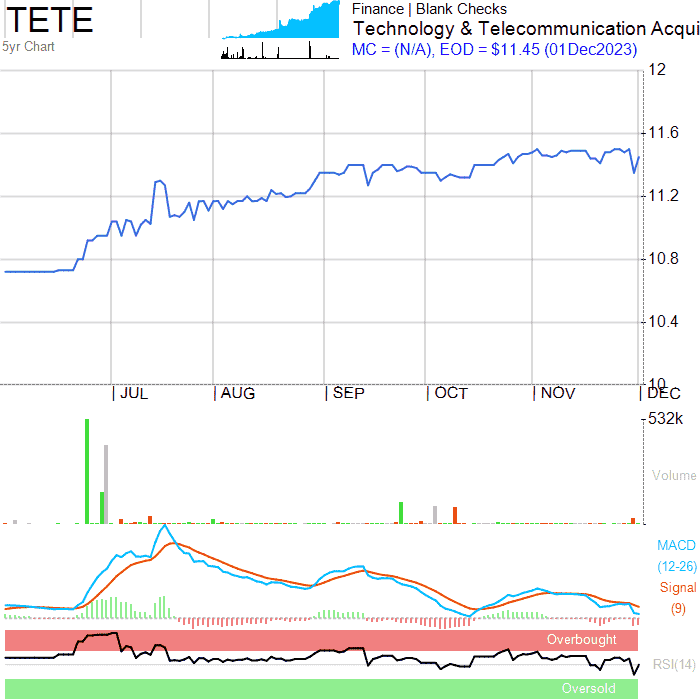 TETE
5yr Chart
Finance | Blank Checks
Technology & Telecommunication Acqui
MC = (N/A), EOD = $11.45 (01Dec2023)
12
11.6
11.2
10.8
10.4
10
JUL AUG SEP OCT NOV DEC
532k
Volume
MACD
(12-26)
Signal
(9)
Overbought
RSI(14)
Oversold